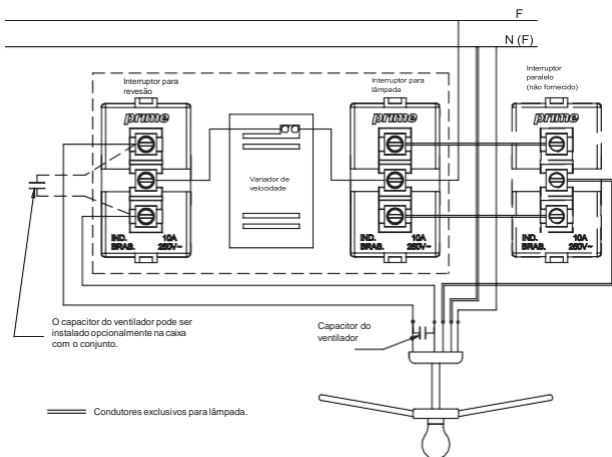 F
N (F)
Interruptor para
revesão
Interruptor para
lâmpada
Interruptor
paralelo
(não fornecido)
prime
prime
prime
Variador de
velocidade
IND. 10A
BRAS. 250V~
IND. 10A
BRAS. 250V~
IND. 10A
BRAS. 250V~
O capacitor do ventilador pode ser
instalado opcionalmente na caixa
com o conjunto.
Capacitor do
ventilador
Condutores exclusivos para lâmpada.